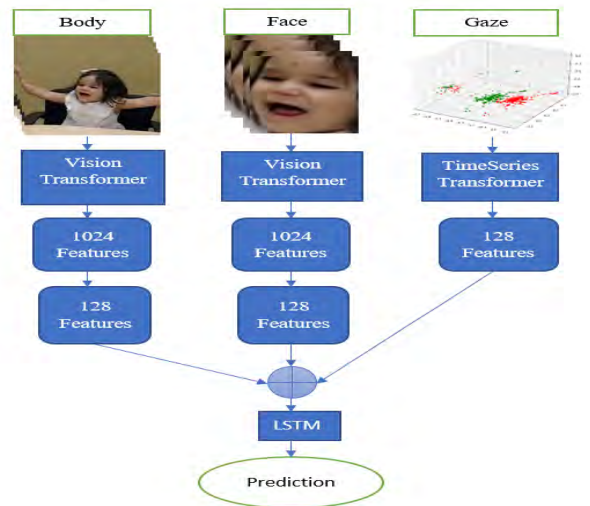 Body
Face
Gaze
Vision
Transformer
Vision
Transformer
TimeSeries
Transformer
1024
Features
1024
Features
128
Features
128
Features
128
Features
LSTM
Prediction